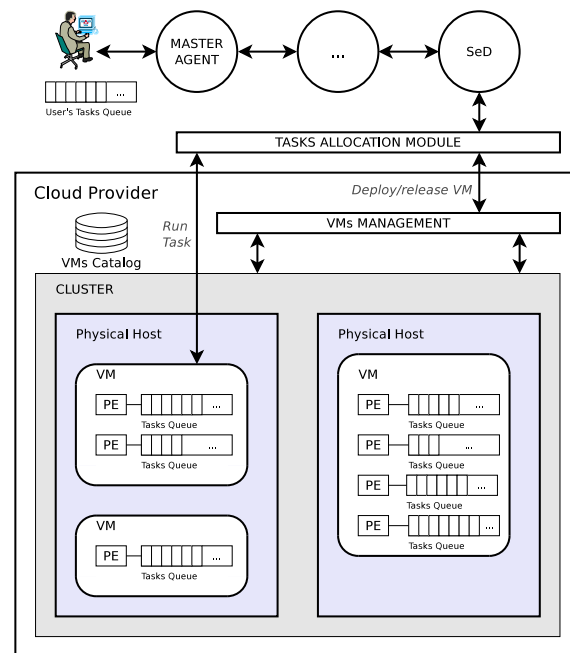 MASTER
AGENT
...
SeD
...
User's Tasks Queue
TASKS ALLOCATION MODULE
Cloud Provider
Deploy/release VM
Run
Task
VMs MANAGEMENT
VMs Catalog
CLUSTER
Physical Host
VM
PE
...
Tasks Queue
PE
...
Tasks Queue
VM
PE
...
Tasks Queue
Physical Host
VM
PE
...
Tasks Queue
PE
...
Tasks Queue
PE
...
Tasks Queue
PE
...
Tasks Queue